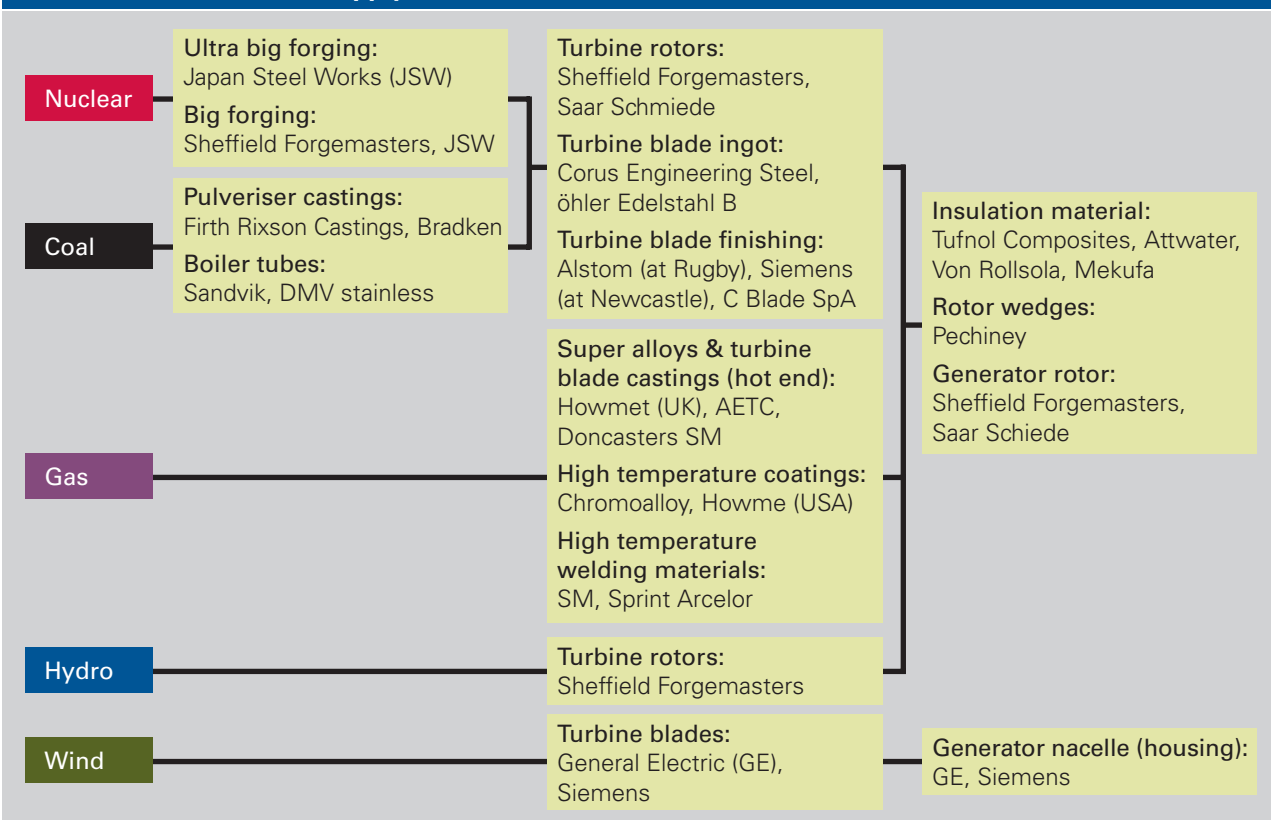 Nuclear
Ultra big forging:
Japan Steel Works (JSW)
Big forging:
Sheffield Forgemasters, JSW
Coal
Pulveriser castings:
Firth Rixson Castings, Bradken
Boiler tubes:
Sandvik, DMV stainless
Turbine rotors:
Sheffield Forgemasters,
Saar Schmiede
Turbine blade ingot:
Corus Engineering Steel,
öhler Edelstahl B
Turbine blade finishing:
Alstom (at Rugby), Siemens
(at Newcastle), C Blade SpA
Gas
Super alloys & turbine
blade castings (hot end):
Howmet (UK), AETC,
Doncasters SM
High temperature coatings:
Chromoalloy, Howme (USA)
High temperature
welding materials:
SM, Sprint Arcelor
Hydro
Turbine rotors:
Sheffield Forgemasters
Insulation material:
Tufnol Composites, Attwater,
Von Rollsola, Mekufa
Rotor wedges:
Pechiney
Generator rotor:
Sheffield Forgemasters,
Saar Schiede
Wind
Turbine blades:
General Electric (GE),
Siemens
Generator nacelle (housing):
GE, Siemens